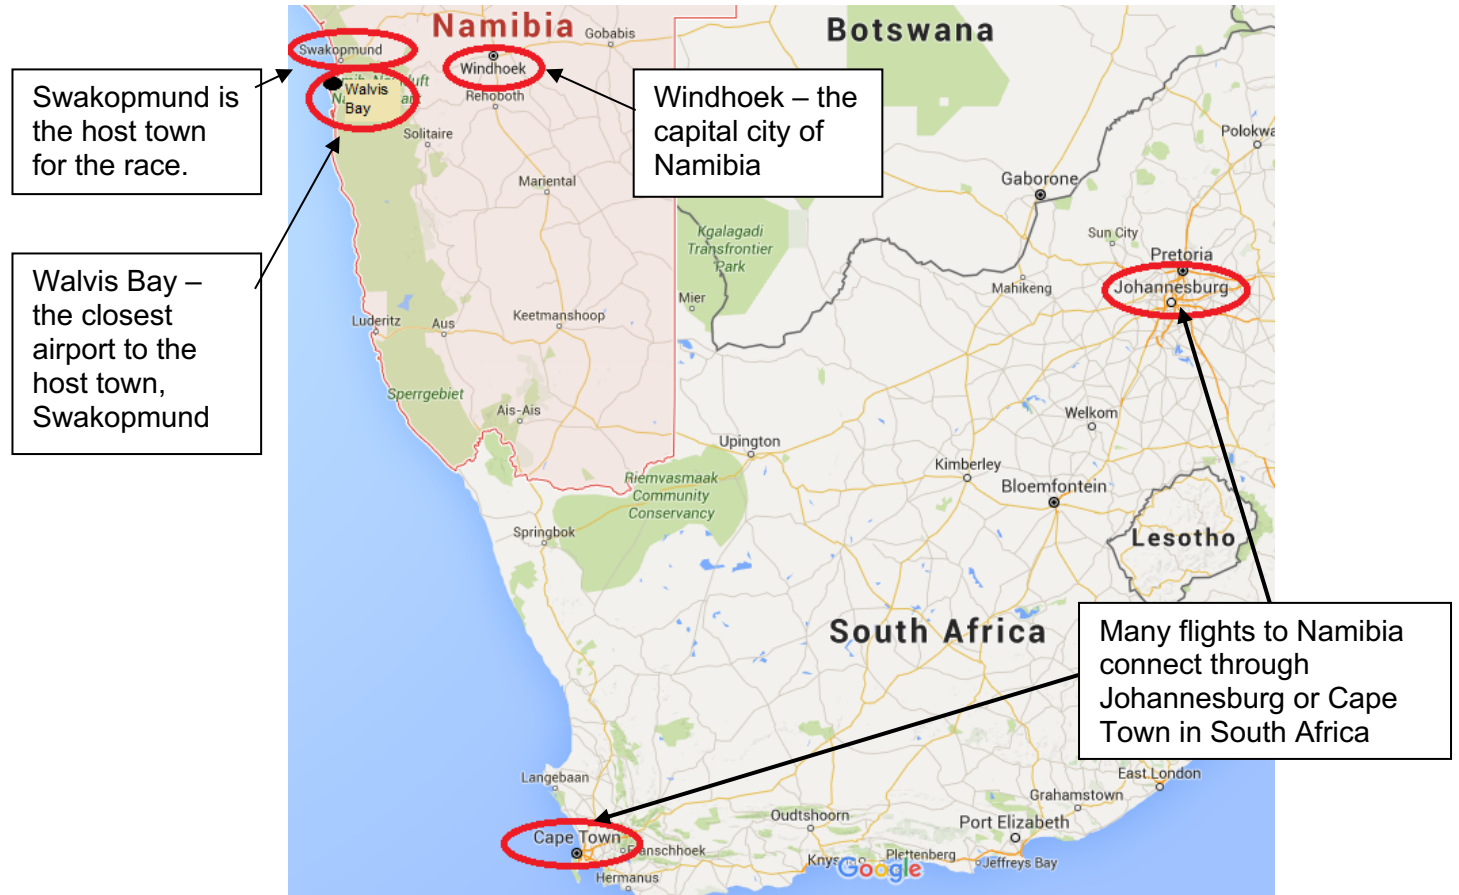 Namibia
Botswana
Gobabis
Swakopmund
Windhoek
Walvis
Bay
Rehoboth
Solitaire
Polokwa
Mariental
Gaborone
Kgalagadi
Transfrontier
Park
Sun City
Pretoria
Johannesburg
Mahikeng
Mier
Luderitz
Aus
Keetmanshoop
Sperrgebiet
Ais-Ais
Welkom
Upington
Kimberley
Bloemfontein
Riemvasmaak
Community
Conservancy
Springbok
Lesotho
South Africa
Langebaan
East London
Grahamstown
Oudtshoorn
Port Elizabeth
Cape Town
Franschhoek
Plettenberg
Jeffreys Bay
Hermanus
Google
Swakopmund is
the host town
for the race.
Walvis Bay –
the closest
airport to the
host town,
Swakopmund
Windhoek – the
capital city of
Namibia
Many flights to Namibia
connect through
Johannesburg or Cape
Town in South Africa